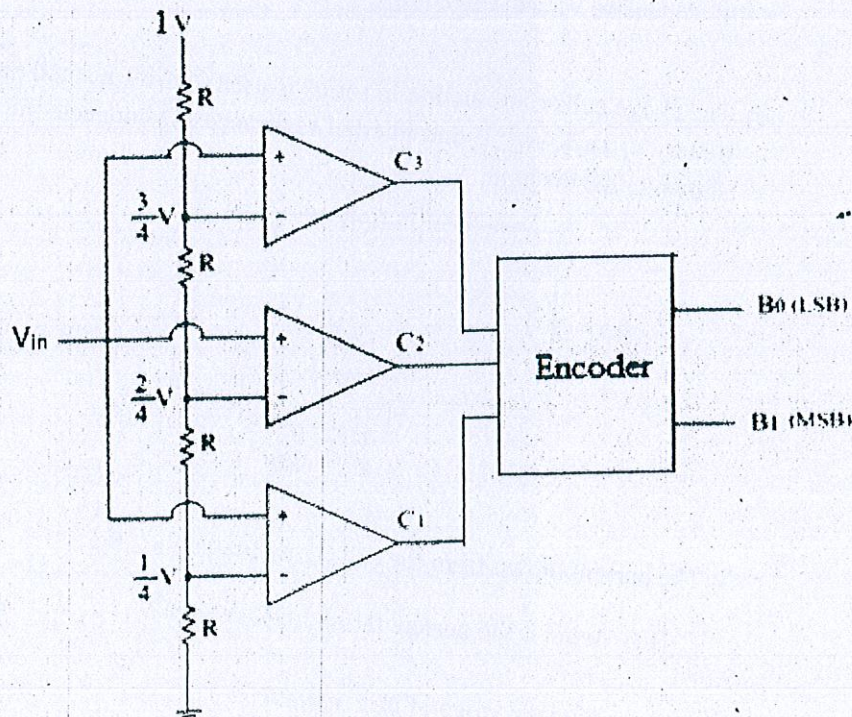 1 V
R
+
C3
3/4 V
-
R
B0 (LSB)
Vin
+
C2
Encoder
2/4 V
-
B1 (MSB)
R
+
C1
1/4 V
-
R